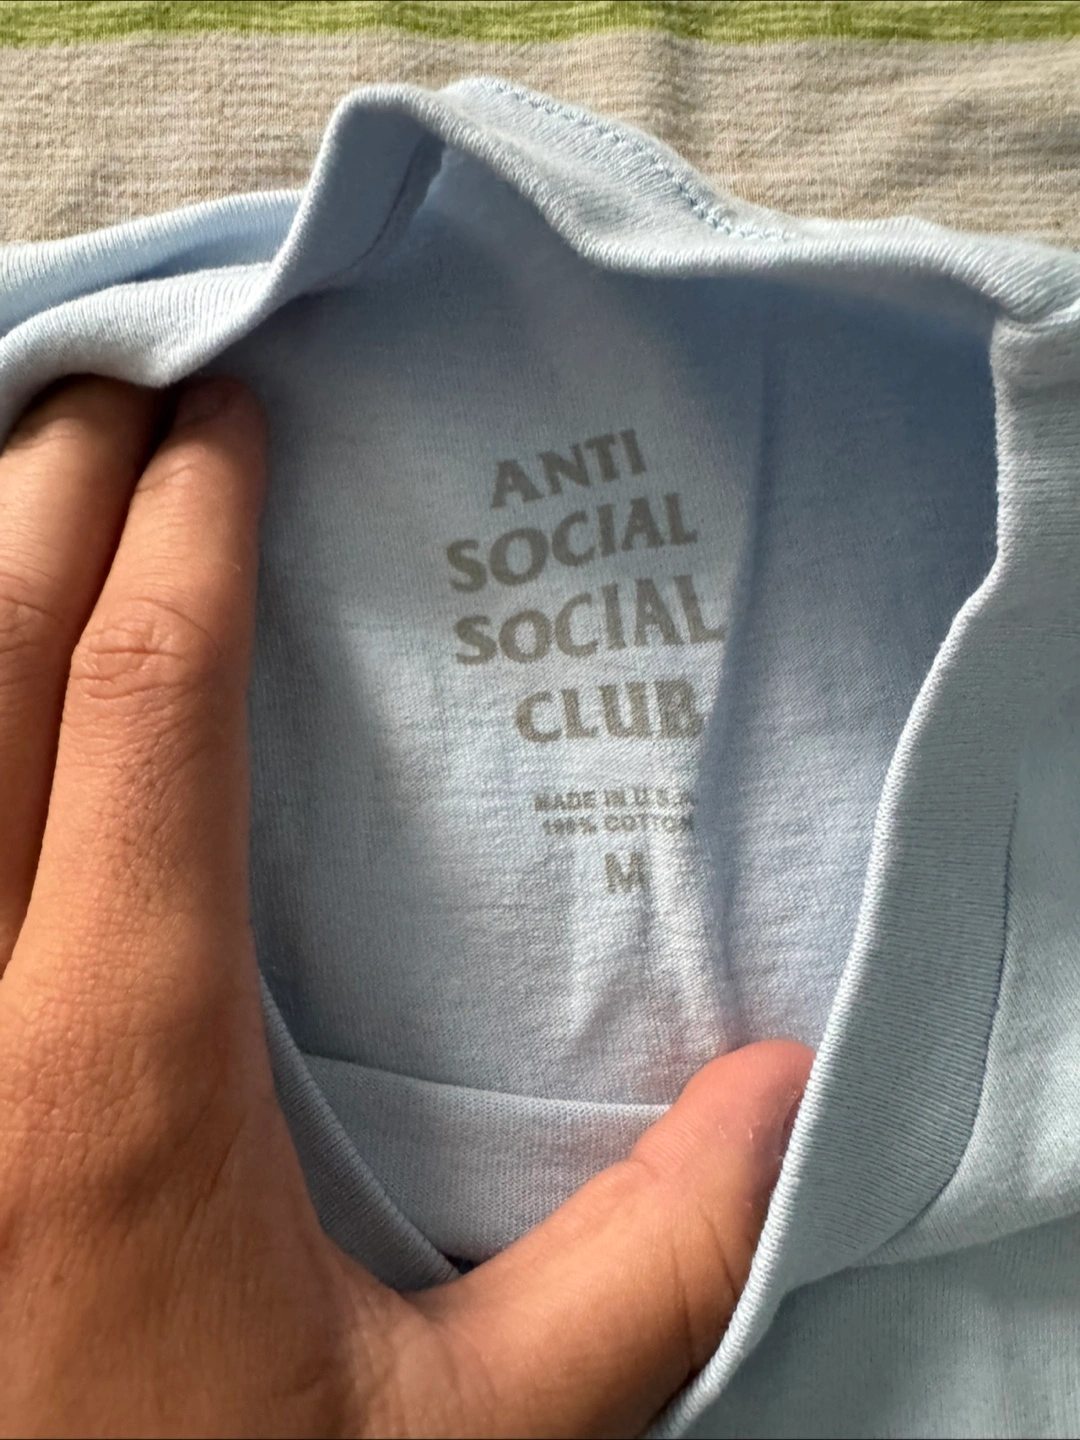 ANTI
SOCIAL
SOCIAL
CLUB
MADE IN U.S.A
100% COTTON
M